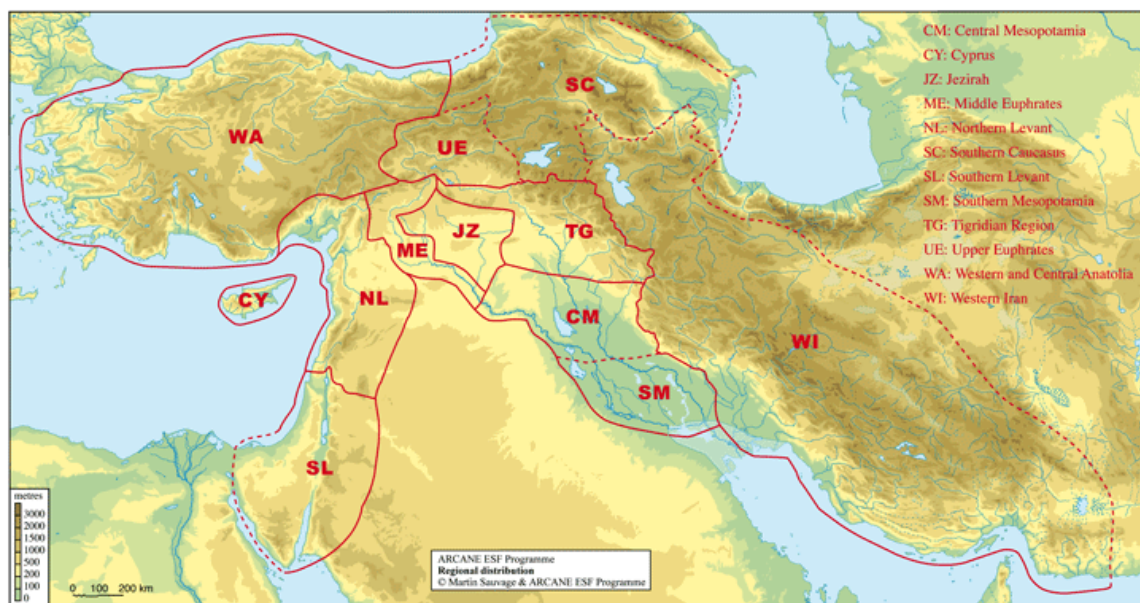 CM: Central Mesopotamia
CY: Cyprus
JZ: Jezirah
ME: Middle Euphrates
NL: Northern Levant
SC: Southern Caucasus
SL: Southern Levant
SM: Southern Mesopotamia
TG: Tigridian Region
UE: Upper Euphrates
WA: Western and Central Anatolia
WI: Western Iran
SC
WA
UE
JZ
TG
ME
CY
NL
CM
WI
SM
SL
metres
3000
2000
1000
500
200
100
0
0 100 200 km
ARCANE ESF Programme
Regional distribution
© Martin Sauvage & ARCANE ESF Programme